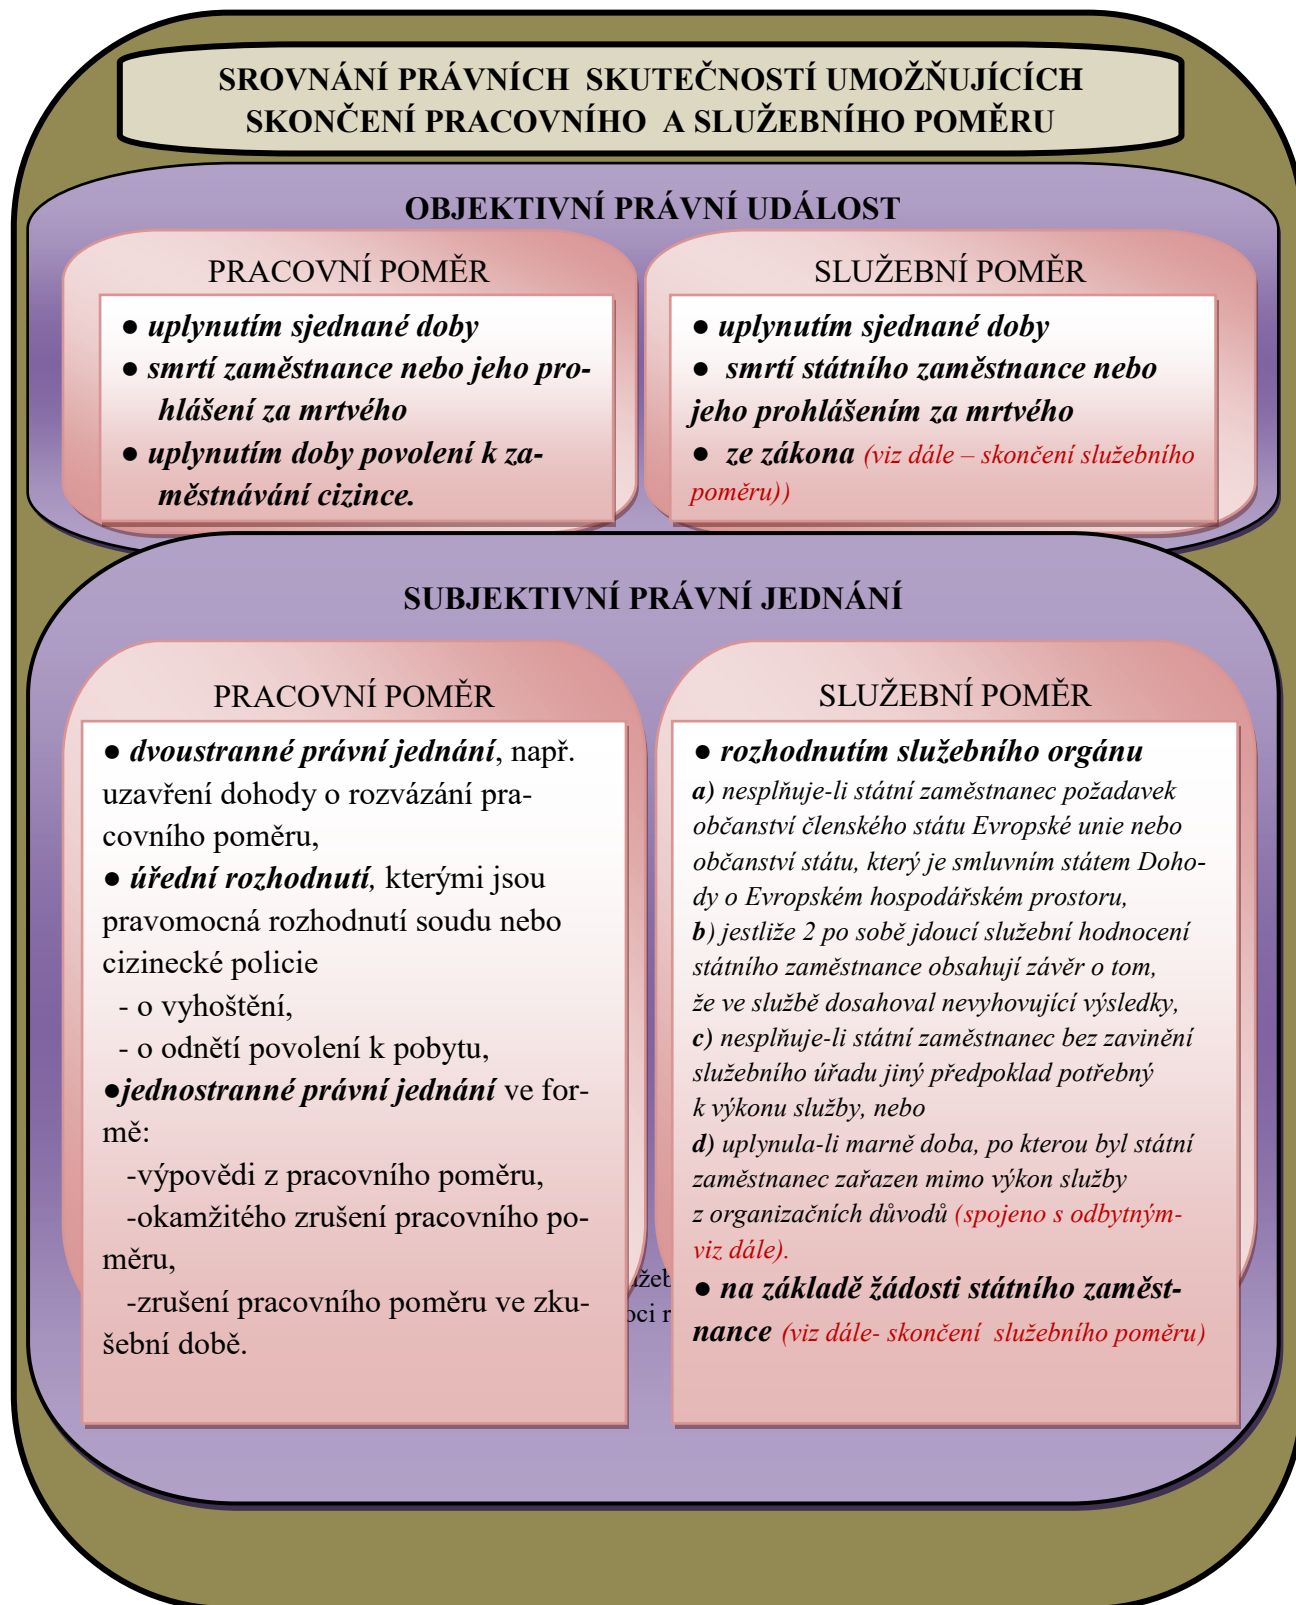 SROVNÁNÍ PRÁVNÍCH SKUTEČNOSTÍ UMOŽŇUJÍCÍCH
SKONČENÍ PRACOVNÍHO A SLUŽEBNÍHO POMĚRU
OBJEKTIVNÍ PRÁVNÍ UDÁLOST
PRACOVNÍ POMĚR
● uplynutím sjednané doby
● smrtí zaměstnance nebo jeho pro-
hlášení za mrtvého
● uplynutím doby povolení k za-
městnávání cizince.
SLUŽEBNÍ POMĚR
● uplynutím sjednané doby
● smrtí státního zaměstnance nebo
jeho prohlášením za mrtvého
● ze zákona (viz dále – skončení služebního
poměru))
SUBJEKTIVNÍ PRÁVNÍ JEDNÁNÍ
PRACOVNÍ POMĚR
● dvoustranné právní jednání, např.
uzavření dohody o rozvázání pra-
covního poměru,
● úřední rozhodnutí, kterými jsou
pravomocná rozhodnutí soudu nebo
cizinecké policie
- o vyhoštění,
- o odnětí povolení k pobytu,
●jednostranné právní jednání ve for-
mě:
-výpovědi z pracovního poměru,
-okamžitého zrušení pracovního po-
měru,
-zrušení pracovního poměru ve zku-
šební době.
SLUŽEBNÍ POMĚR
● rozhodnutím služebního orgánu
a) nesplňuje-li státní zaměstnanec požadavek
občanství členského státu Evropské unie nebo
občanství státu, který je smluvním státem Doho-
dy o Evropském hospodářském prostoru,
b) jestliže 2 po sobě jdoucí služební hodnocení
státního zaměstnance obsahují závěr o tom,
že ve službě dosahoval nevyhovující výsledky,
c) nesplňuje-li státní zaměstnanec bez zavinění
služebního úřadu jiný předpoklad potřebný
k výkonu služby, nebo
d) uplynula-li marně doba, po kterou byl státní
zaměstnanec zařazen mimo výkon služby
z organizačních důvodů (spojeno s odbytným-
viz dále).
● na základě žádosti státního zaměst-
nance (viz dále- skončení služebního poměru)